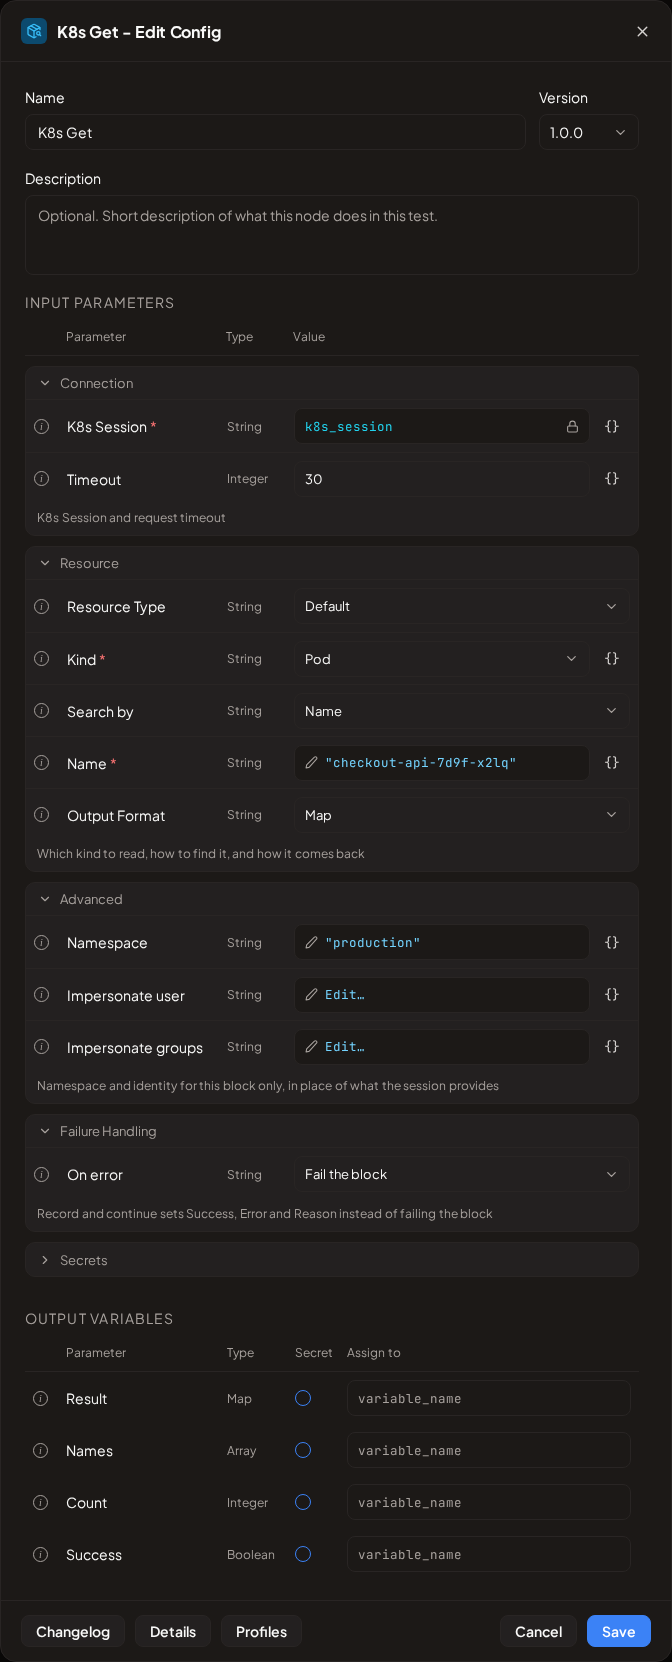 K8s Get - Edit Config
Name
Version
K8s Get
1.0.0
Description
Optional. Short description of what this node does in this test.
INPUT PARAMETERS
Parameter Type Value
Connection
K8s Session * String k8s_session {}
Timeout Integer 30 {}
K8s Session and request timeout
Resource
Resource Type String Default
Kind * String Pod {}
Search by String Name
Name * String "checkout-api-7d9f-x2lq" {}
Output Format String Map
Which kind to read, how to find it, and how it comes back
Advanced
Namespace String "production" {}
Impersonate user String Edit… {}
Impersonate groups String Edit… {}
Namespace and identity for this block only, in place of what the session provides
Failure Handling
On error String Fail the block
Record and continue sets Success, Error and Reason instead of failing the block
Secrets
OUTPUT VARIABLES
Parameter Type Secret Assign to
Result Map variable_name
Names Array variable_name
Count Integer variable_name
Success Boolean variable_name
Changelog Details Profiles Cancel Save